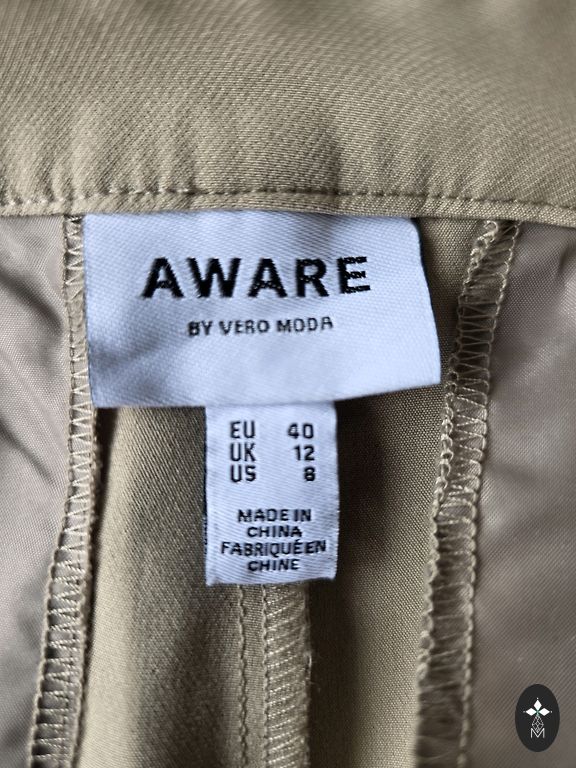 AWARE
BY VERO MODA
EU 40
UK 12
US 8
MADE IN
CHINA
FABRIQUÉ EN
CHINE
M